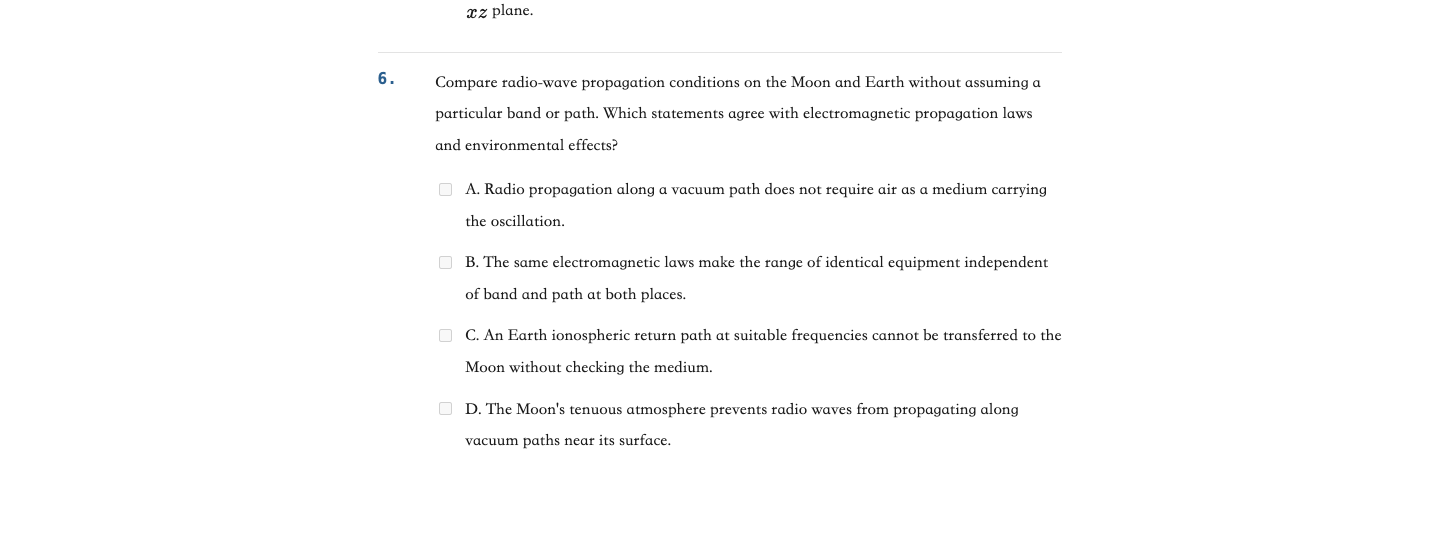 xz plane.
6.
Compare radio-wave propagation conditions on the Moon and Earth without assuming a
particular band or path. Which statements agree with electromagnetic propagation laws
and environmental effects?
A. Radio propagation along a vacuum path does not require air as a medium carrying
the oscillation.
B. The same electromagnetic laws make the range of identical equipment independent
of band and path at both places.
C. An Earth ionospheric return path at suitable frequencies cannot be transferred to the
Moon without checking the medium.
D. The Moon's tenuous atmosphere prevents radio waves from propagating along
vacuum paths near its surface.